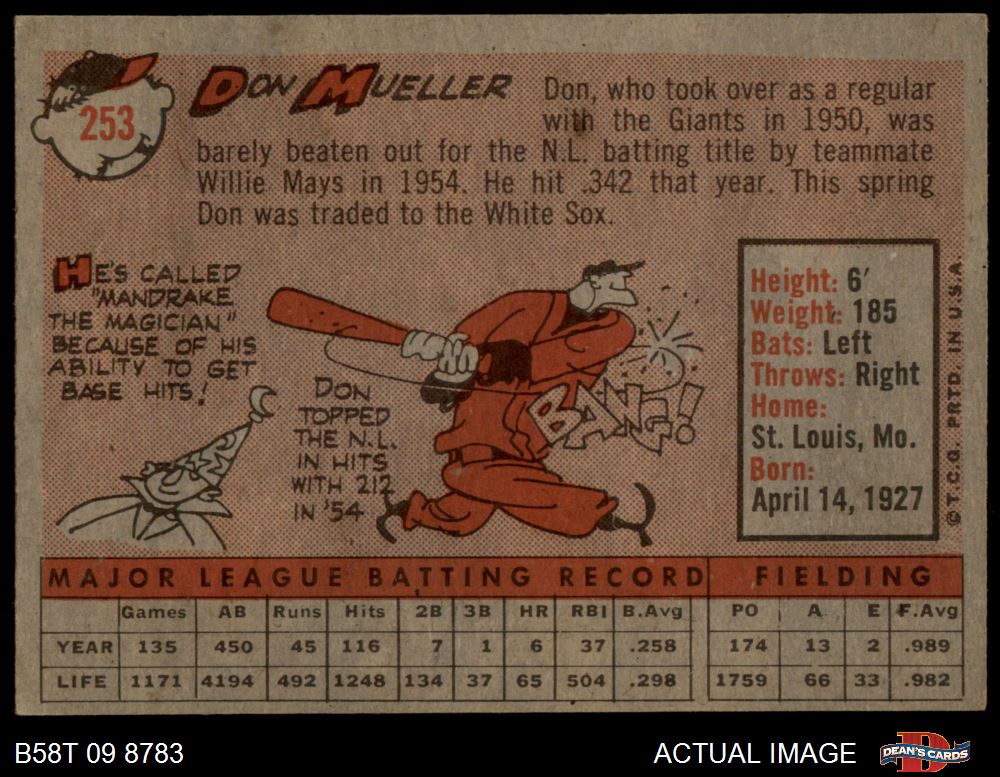 253
DON MUELLER
Don, who took over as a regular
with the Giants in 1950, was
barely beaten out for the N.L. batting title by teammate
Willie Mays in 1954. He hit .342 that year. This spring
Don was traded to the White Sox.
HE'S CALLED
"MANDRAKE
THE MAGICIAN"
BECAUSE OF HIS
ABILITY TO GET
BASE HITS!
DON
TOPPED
THE N.L.
IN HITS
WITH 212
IN '54
BANG!
Height: 6'
Weight: 185
Bats: Left
Throws: Right
Home:
St. Louis, Mo.
Born:
April 14, 1927
© T.C.G. PRTD. IN U.S.A.
MAJOR LEAGUE BATTING RECORD FIELDING
Games AB Runs Hits 2B 3B HR RBI B.Avg PO A E F.Avg
YEAR 135 450 45 116 7 1 6 37 .258 174 13 2 .989
LIFE 1171 4194 492 1248 134 37 65 504 .298 1759 66 33 .982
B58T 09 8783
ACTUAL IMAGE
DEAN'S CARDS